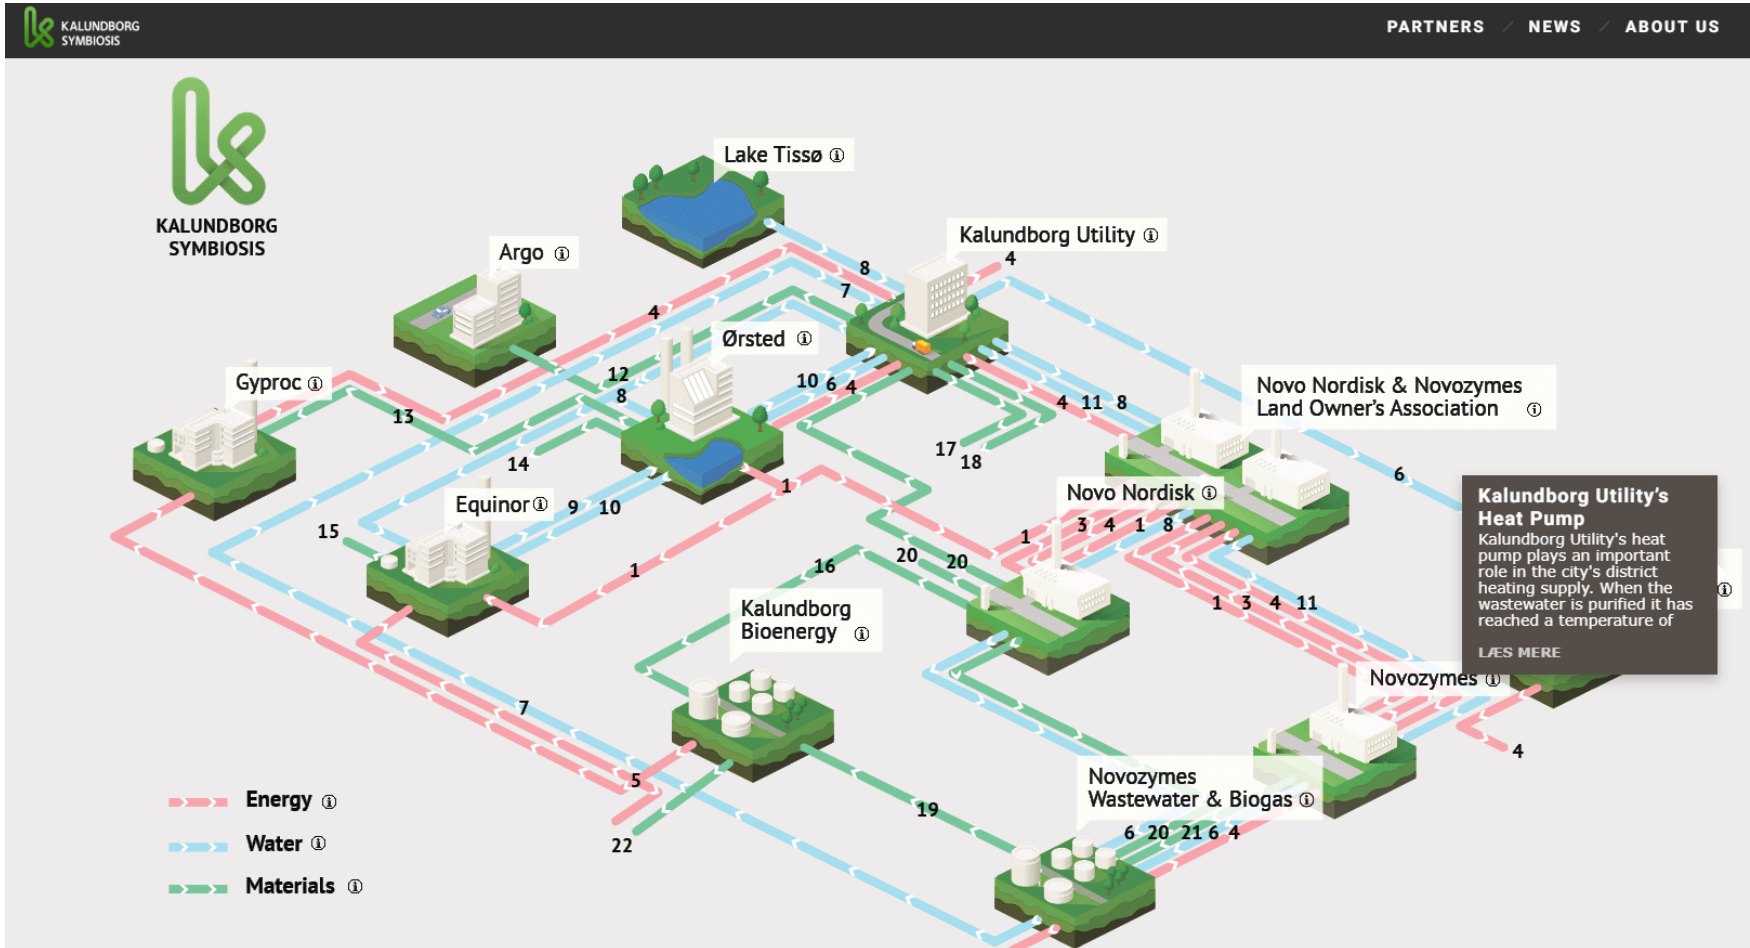 KALUNDBORG
SYMBIOSIS
PARTNERS / NEWS / ABOUT US
KALUNDBORG
SYMBIOSIS
Lake Tissø
Kalundborg Utility
Argo
Ørsted
Gyproc
Novo Nordisk & Novozymes
Land Owner's Association
Equinor
Novo Nordisk
Kalundborg Utility's
Heat Pump
Kalundborg Utility's heat
pump plays an important
role in the city's district
heating supply. When the
wastewater is purified it has
reached a temperature of
LÆS MERE
Kalundborg
Bioenergy
Novozymes
Novozymes
Wastewater & Biogas
4
8
7
4
12
8
10 6 4
13
4 11 8
17
18
14
6
1
9 10
15
1 3 4 1 8
16
20
20
1
1 3 4 11
7
4
5
19
22
6 20 21 6 4
Energy
Water
Materials